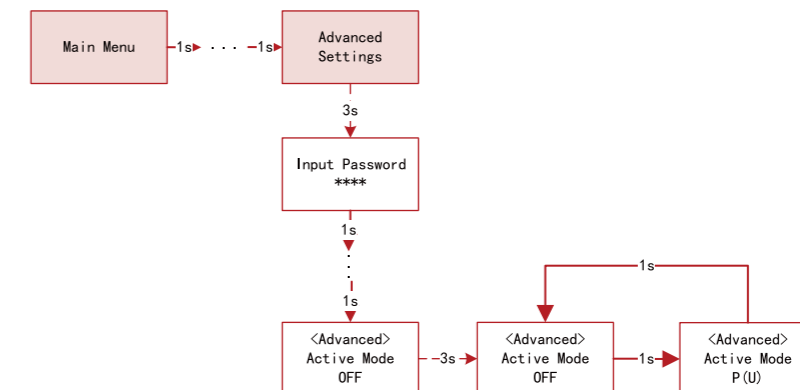 Main Menu
1s
· · ·
1s
Advanced
Settings
3s
Input Password
****
1s
1s
1s
<Advanced>
Active Mode
OFF
3s
<Advanced>
Active Mode
OFF
1s
<Advanced>
Active Mode
P(U)